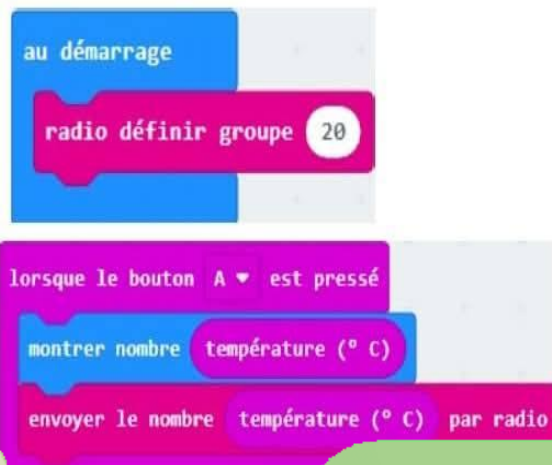 au démarrage
radio définir groupe 20
lorsque le bouton A est pressé
montrer nombre température (° C)
envoyer le nombre température (° C) par radio